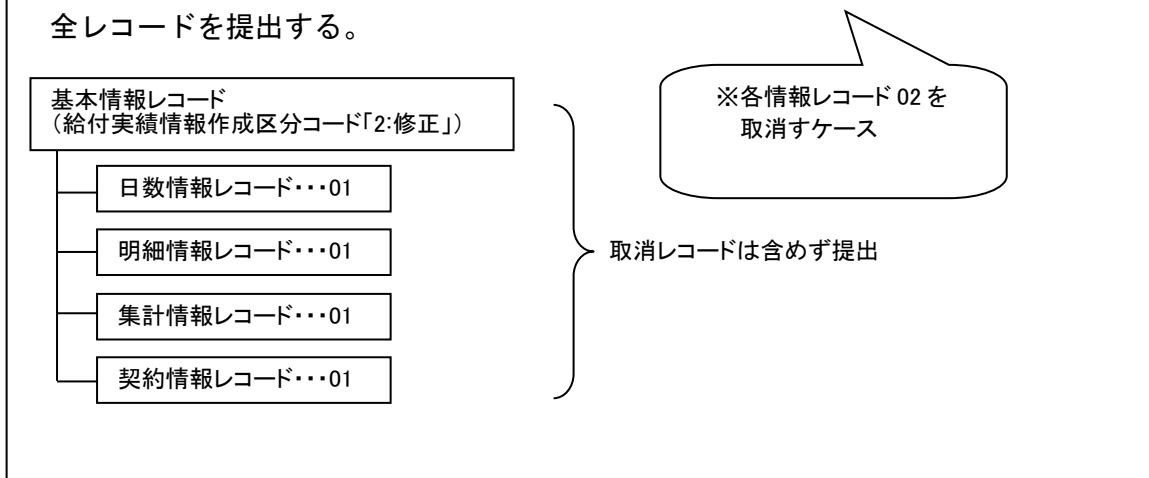 全レコードを提出する。
基本情報レコード
（給付実績情報作成区分コード「2:修正」）
日数情報レコード･･･01
明細情報レコード･･･01
集計情報レコード･･･01
契約情報レコード･･･01
※各情報レコード 02 を
取消すケース
取消レコードは含めず提出